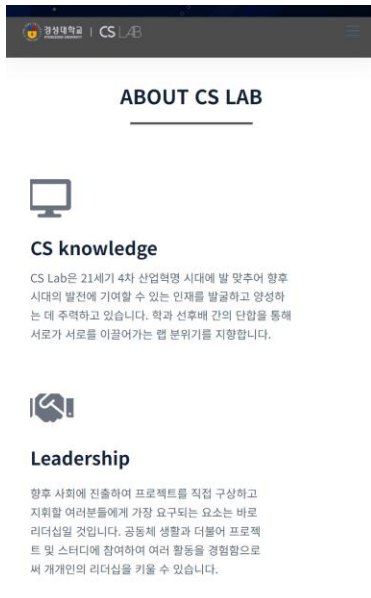 경성대학교 | CS LAB
ABOUT CS LAB
CS knowledge
CS Lab은 21세기 4차 산업혁명 시대에 발 맞추어 향후
시대의 발전에 기여할 수 있는 인재를 발굴하고 양성하
는 데 주력하고 있습니다. 학과 선후배 간의 단합을 통해
서로가 서로를 이끌어가는 랩 분위기를 지향합니다.
Leadership
향후 사회에 진출하여 프로젝트를 직접 구상하고
지휘할 여러분들에게 가장 요구되는 요소는 바로
리더십일 것입니다. 공동체 생활과 더불어 프로젝
트 및 스터디에 참여하여 여러 활동을 경험함으로
써 개개인의 리더십을 키울 수 있습니다.